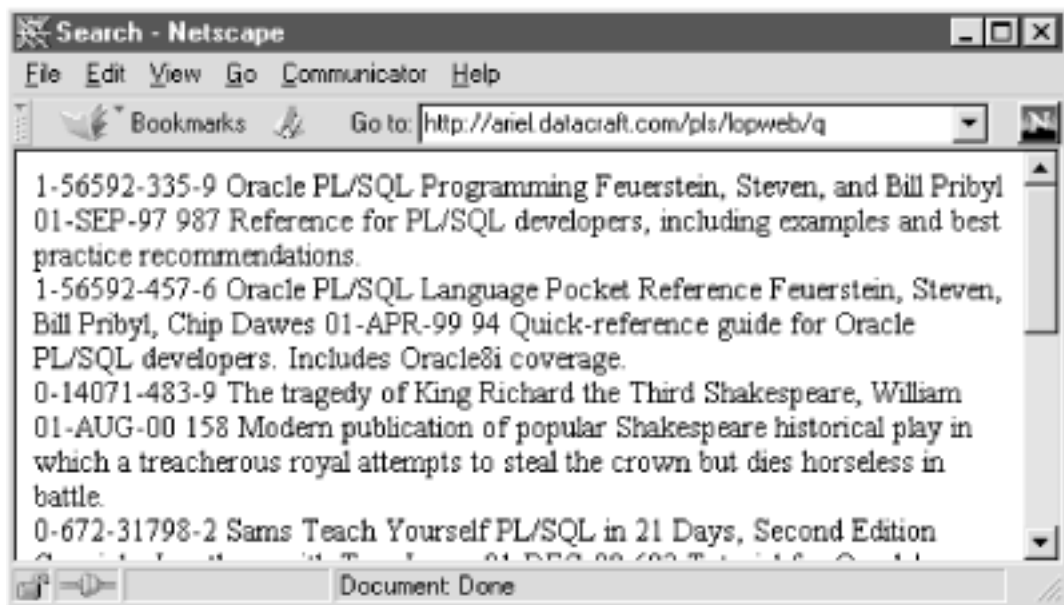 Search - Netscape
File Edit View Go Communicator Help
Bookmarks Go to: http://ariel.datacraft.com/pls/lopweb/q
1-56592-335-9 Oracle PL/SQL Programming Feuerstein, Steven, and Bill Pribyl
01-SEP-97 987 Reference for PL/SQL developers, including examples and best
practice recommendations.
1-56592-457-6 Oracle PL/SQL Language Pocket Reference Feuerstein, Steven,
Bill Pribyl, Chip Dawes 01-APR-99 94 Quick-reference guide for Oracle
PL/SQL developers. Includes Oracle8i coverage.
0-14071-483-9 The tragedy of King Richard the Third Shakespeare, William
01-AUG-00 158 Modern publication of popular Shakespeare historical play in
which a treacherous royal attempts to steal the crown but dies horseless in
battle.
0-672-31798-2 Sams Teach Yourself PL/SQL in 21 Days, Second Edition
Document: Done